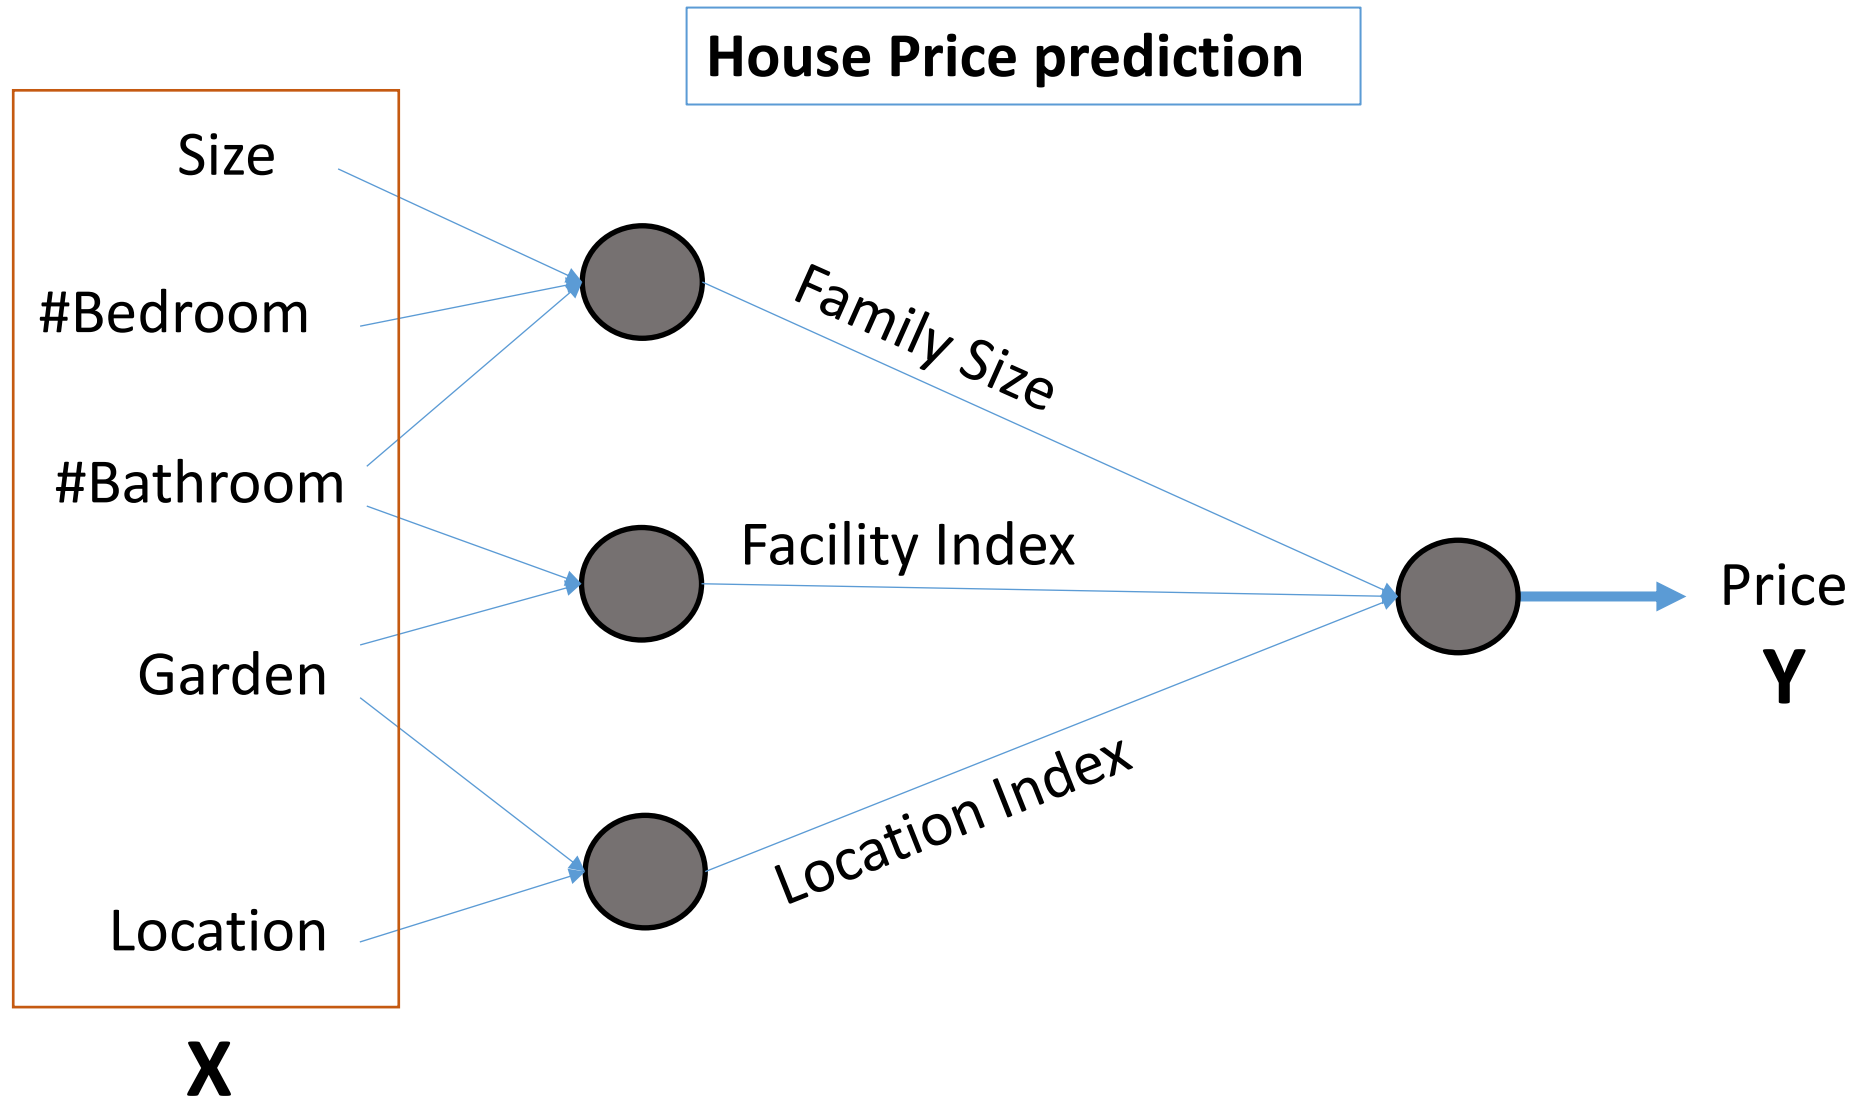 House Price prediction
Size
#Bedroom
#Bathroom
Garden
Location
X
Family Size
Facility Index
Location Index
Price
Y